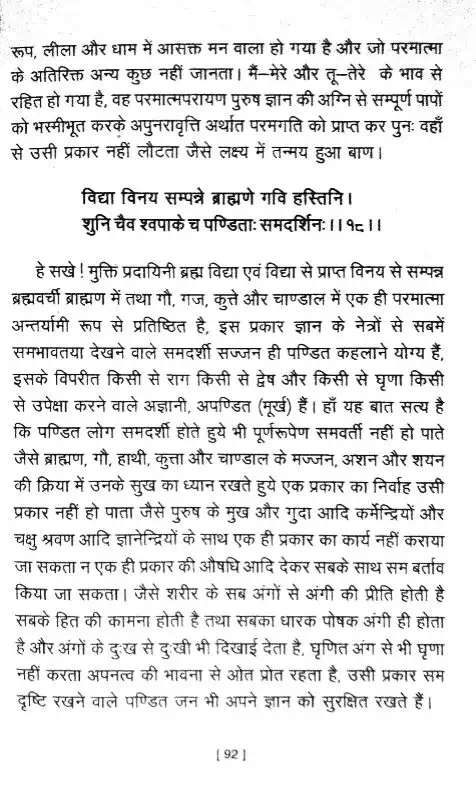 रूप, लीला और धाम में आसक्त मन वाला हो गया है और जो परमात्मा
के अतिरिक्त अन्य कुछ नहीं जानता। मैं–मेरे और तू–तेरे के भाव से
रहित हो गया है, वह परमात्मपरायण पुरुष ज्ञान की अग्नि से सम्पूर्ण पापों
को भस्मीभूत करके अपुनरावृत्ति अर्थात परमगति को प्राप्त कर पुनः वहाँ
से उसी प्रकार नहीं लौटता जैसे लक्ष्य में तन्मय हुआ बाण।
विद्या विनय सम्पन्ने ब्राह्मणे गवि हस्तिनि।
शुनि चैव श्वपाके च पण्डिताः समदर्शिनः।।१८।।
हे सखे ! मुक्ति प्रदायिनी ब्रह्म विद्या एवं विद्या से प्राप्त विनय से सम्पन्न
ब्रह्मवर्ची ब्राह्मण में तथा गौ, गज, कुत्ते और चाण्डाल में एक ही परमात्मा
अन्तर्यामी रूप से प्रतिष्ठित है, इस प्रकार ज्ञान के नेत्रों से सबमें
समभावतया देखने वाले समदर्शी सज्जन ही पण्डित कहलाने योग्य हैं,
इसके विपरीत किसी से राग किसी से द्वेष और किसी से घृणा किसी
से उपेक्षा करने वाले अज्ञानी, अपण्डित (मूर्ख) हैं। हाँ यह बात सत्य है
कि पण्डित लोग समदर्शी होते हुये भी पूर्णरूपेण समवर्ती नहीं हो पाते
जैसे ब्राह्मण, गौ, हाथी, कुत्ता और चाण्डाल के मज्जन, अशन और शयन
की क्रिया में उनके सुख का ध्यान रखते हुये एक प्रकार का निर्वाह उसी
प्रकार नहीं हो पाता जैसे पुरुष के मुख और गुदा आदि कर्मेन्द्रियों और
चक्षु श्रवण आदि ज्ञानेन्द्रियों के साथ एक ही प्रकार का कार्य नहीं कराया
जा सकता न एक ही प्रकार की औषधि आदि देकर सबके साथ सम बर्ताव
किया जा सकता। जैसे शरीर के सब अंगों से अंगी की प्रीति होती है
सबके हित की कामना होती है तथा सबका धारक पोषक अंगी ही होता
है और अंगों के दुःख से दुःखी भी दिखाई देता है, घृणित अंग से भी घृणा
नहीं करता अपनत्व की भावना से ओत प्रोत रहता है, उसी प्रकार सम
दृष्टि रखने वाले पण्डित जन भी अपने ज्ञान को सुरक्षित रखते हैं।
[ 92 ]